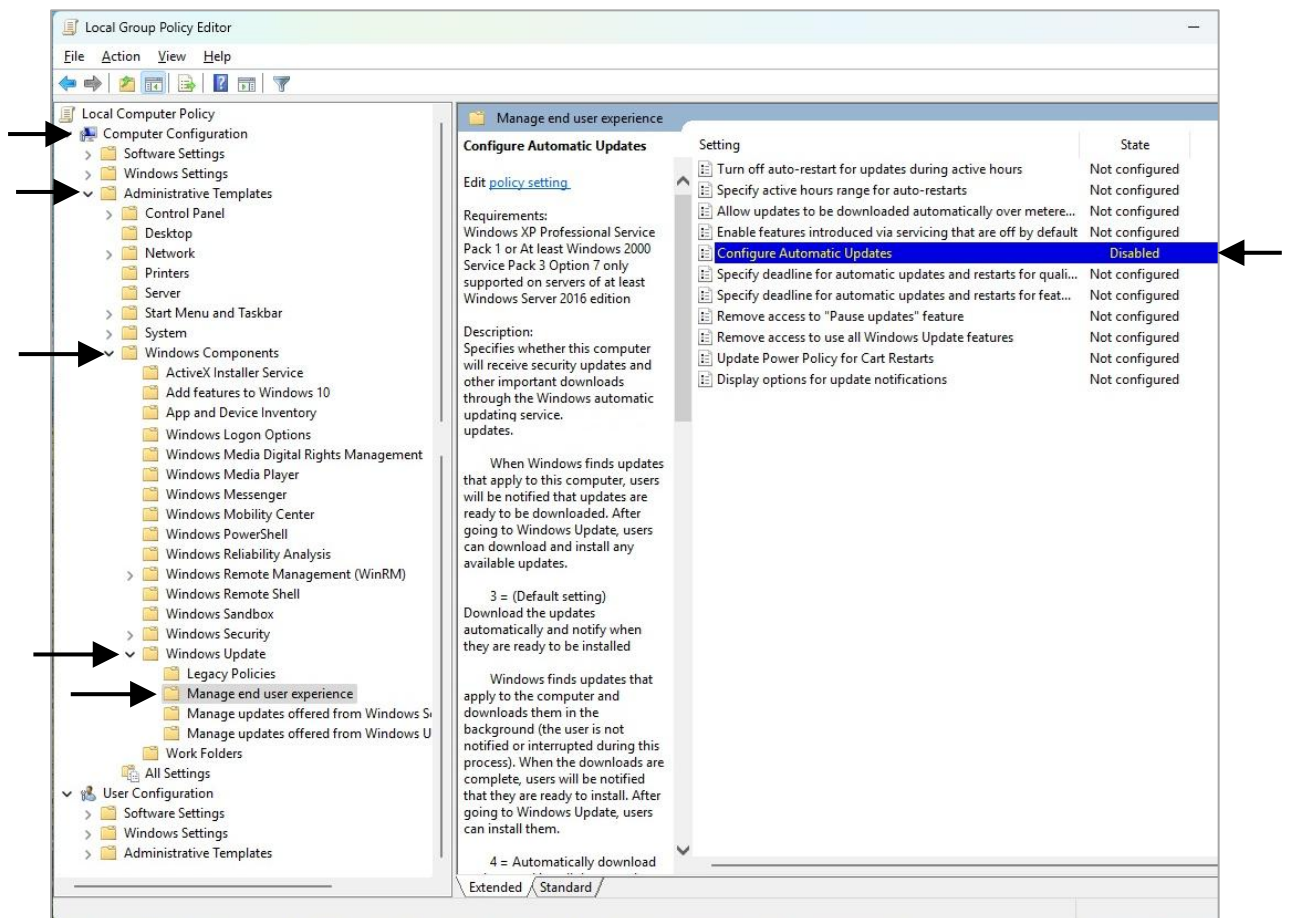 Local Group Policy Editor
File Action View Help
Local Computer Policy
Computer Configuration
Software Settings
Windows Settings
Administrative Templates
Control Panel
Desktop
Network
Printers
Server
Start Menu and Taskbar
System
Windows Components
ActiveX Installer Service
Add features to Windows 10
App and Device Inventory
Windows Logon Options
Windows Media Digital Rights Management
Windows Media Player
Windows Messenger
Windows Mobility Center
Windows PowerShell
Windows Reliability Analysis
Windows Remote Management (WinRM)
Windows Remote Shell
Windows Sandbox
Windows Security
Windows Update
Legacy Policies
Manage end user experience
Manage updates offered from Windows S
Manage updates offered from Windows U
Work Folders
All Settings
User Configuration
Software Settings
Windows Settings
Administrative Templates
Manage end user experience
Configure Automatic Updates
Edit policy setting
Requirements:
Windows XP Professional Service
Pack 1 or At least Windows 2000
Service Pack 3 Option 7 only
supported on servers of at least
Windows Server 2016 edition
Description:
Specifies whether this computer
will receive security updates and
other important downloads
through the Windows automatic
updating service.
updates.
When Windows finds updates
that apply to this computer, users
will be notified that updates are
ready to be downloaded. After
going to Windows Update, users
can download and install any
available updates.
3 = (Default setting)
Download the updates
automatically and notify when
they are ready to be installed
Windows finds updates that
apply to the computer and
downloads them in the
background (the user is not
notified or interrupted during this
process). When the downloads are
complete, users will be notified
that they are ready to install. After
going to Windows Update, users
can install them.
4 = Automatically download
Setting State
Turn off auto-restart for updates during active hours Not configured
Specify active hours range for auto-restarts Not configured
Allow updates to be downloaded automatically over metere... Not configured
Enable features introduced via servicing that are off by default Not configured
Configure Automatic Updates Disabled
Specify deadline for automatic updates and restarts for quali... Not configured
Specify deadline for automatic updates and restarts for feat... Not configured
Remove access to "Pause updates" feature Not configured
Remove access to use all Windows Update features Not configured
Update Power Policy for Cart Restarts Not configured
Display options for update notifications Not configured
Extended Standard